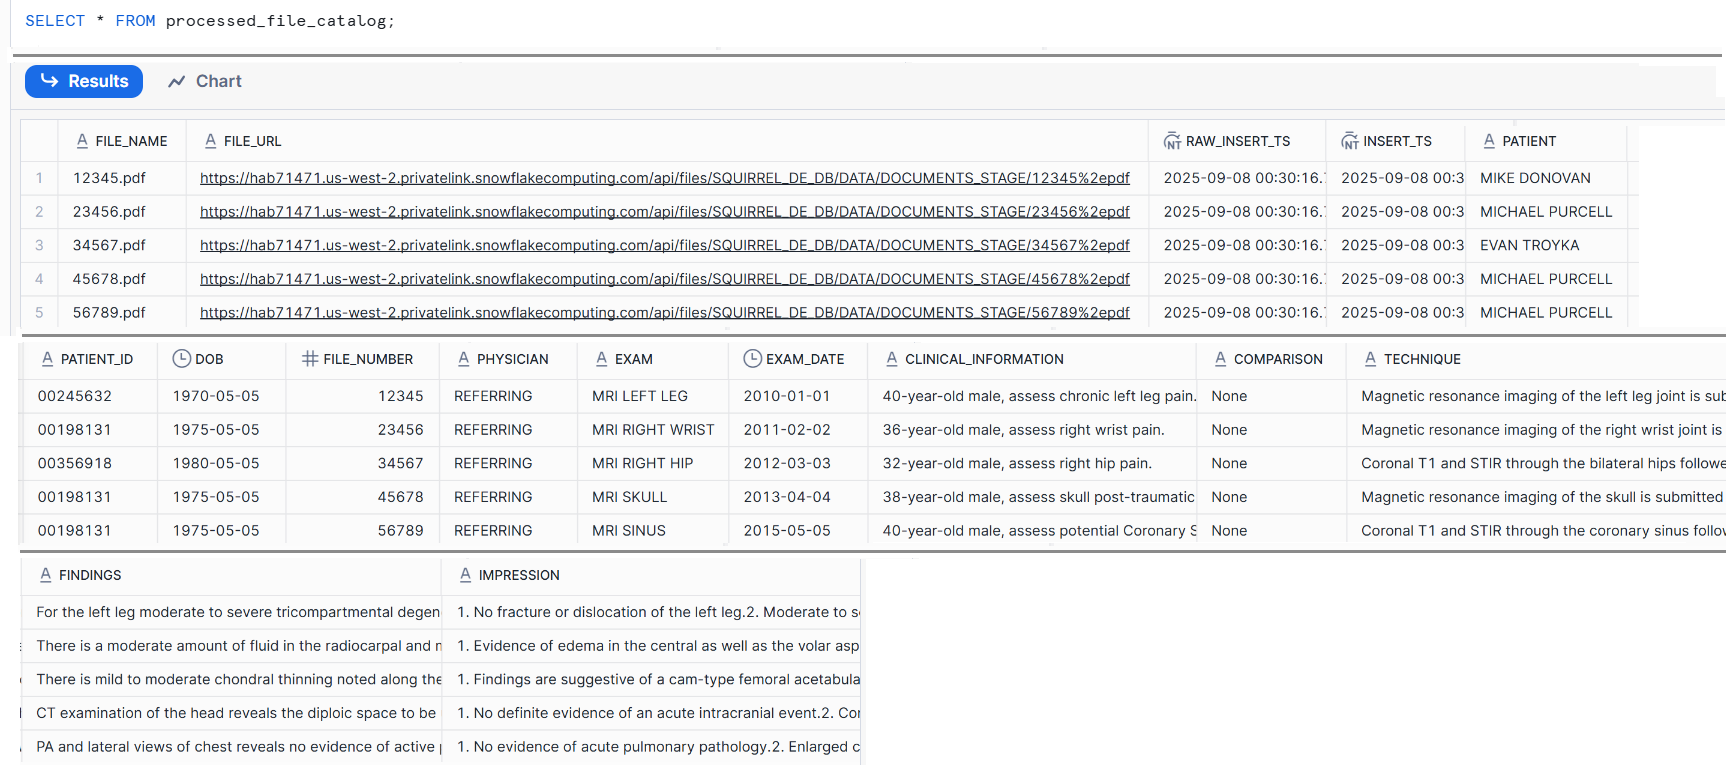 SELECT * FROM processed_file_catalog;
Results Chart
A FILE_NAME A FILE_URL NT RAW_INSERT_TS NT INSERT_TS A PATIENT
1 12345.pdf https://hab71471.us-west-2.privatelink.snowflakecomputing.com/api/files/SQUIRREL_DE_DB/DATA/DOCUMENTS_STAGE/12345%2epdf 2025-09-08 00:30:16. 2025-09-08 00:3 MIKE DONOVAN
2 23456.pdf https://hab71471.us-west-2.privatelink.snowflakecomputing.com/api/files/SQUIRREL_DE_DB/DATA/DOCUMENTS_STAGE/23456%2epdf 2025-09-08 00:30:16. 2025-09-08 00:3 MICHAEL PURCELL
3 34567.pdf https://hab71471.us-west-2.privatelink.snowflakecomputing.com/api/files/SQUIRREL_DE_DB/DATA/DOCUMENTS_STAGE/34567%2epdf 2025-09-08 00:30:16. 2025-09-08 00:3 EVAN TROYKA
4 45678.pdf https://hab71471.us-west-2.privatelink.snowflakecomputing.com/api/files/SQUIRREL_DE_DB/DATA/DOCUMENTS_STAGE/45678%2epdf 2025-09-08 00:30:16. 2025-09-08 00:3 MICHAEL PURCELL
5 56789.pdf https://hab71471.us-west-2.privatelink.snowflakecomputing.com/api/files/SQUIRREL_DE_DB/DATA/DOCUMENTS_STAGE/56789%2epdf 2025-09-08 00:30:16. 2025-09-08 00:3 MICHAEL PURCELL
A PATIENT_ID DOB # FILE_NUMBER A PHYSICIAN A EXAM EXAM_DATE A CLINICAL_INFORMATION A COMPARISON A TECHNIQUE
00245632 1970-05-05 12345 REFERRING MRI LEFT LEG 2010-01-01 40-year-old male, assess chronic left leg pain. None Magnetic resonance imaging of the left leg joint is sub
00198131 1975-05-05 23456 REFERRING MRI RIGHT WRIST 2011-02-02 36-year-old male, assess right wrist pain. None Magnetic resonance imaging of the right wrist joint is
00356918 1980-05-05 34567 REFERRING MRI RIGHT HIP 2012-03-03 32-year-old male, assess right hip pain. None Coronal T1 and STIR through the bilateral hips followe
00198131 1975-05-05 45678 REFERRING MRI SKULL 2013-04-04 38-year-old male, assess skull post-traumatic None Magnetic resonance imaging of the skull is submitted
00198131 1975-05-05 56789 REFERRING MRI SINUS 2015-05-05 40-year-old male, assess potential Coronary S None Coronal T1 and STIR through the coronary sinus follow
A FINDINGS A IMPRESSION
For the left leg moderate to severe tricompartmental degen 1. No fracture or dislocation of the left leg.2. Moderate to s
There is a moderate amount of fluid in the radiocarpal and 1. Evidence of edema in the central as well as the volar asp
There is mild to moderate chondral thinning noted along the 1. Findings are suggestive of a cam-type femoral acetabula
CT examination of the head reveals the diploic space to be 1. No definite evidence of an acute intracranial event.2. Cor
PA and lateral views of chest reveals no evidence of active 1. No evidence of acute pulmonary pathology.2. Enlarged c